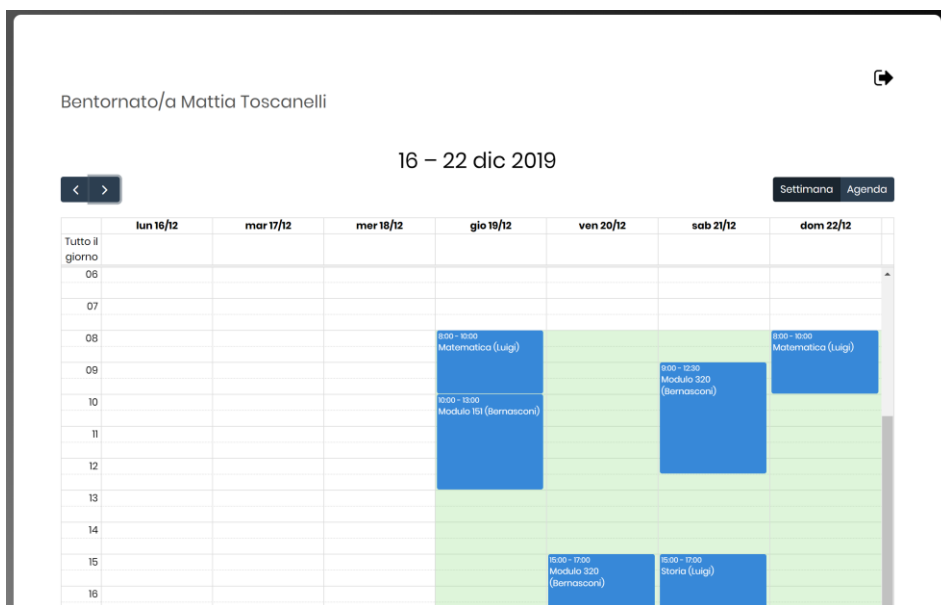 Bentornato/a Mattia Toscanelli
16 – 22 dic 2019
Settimana Agenda
lun 16/12 mar 17/12 mer 18/12 gio 19/12 ven 20/12 sab 21/12 dom 22/12
Tutto il
giorno
06
07
08
8:00 - 10:00
Matematica (Luigi)
8:00 - 10:00
Matematica (Luigi)
09
9:00 - 12:30
Modulo 320
(Bernasconi)
10
10:00 - 13:00
Modulo 151 (Bernasconi)
11
12
13
14
15
15:00 - 17:00
Modulo 320
(Bernasconi)
15:00 - 17:00
Storia (Luigi)
16